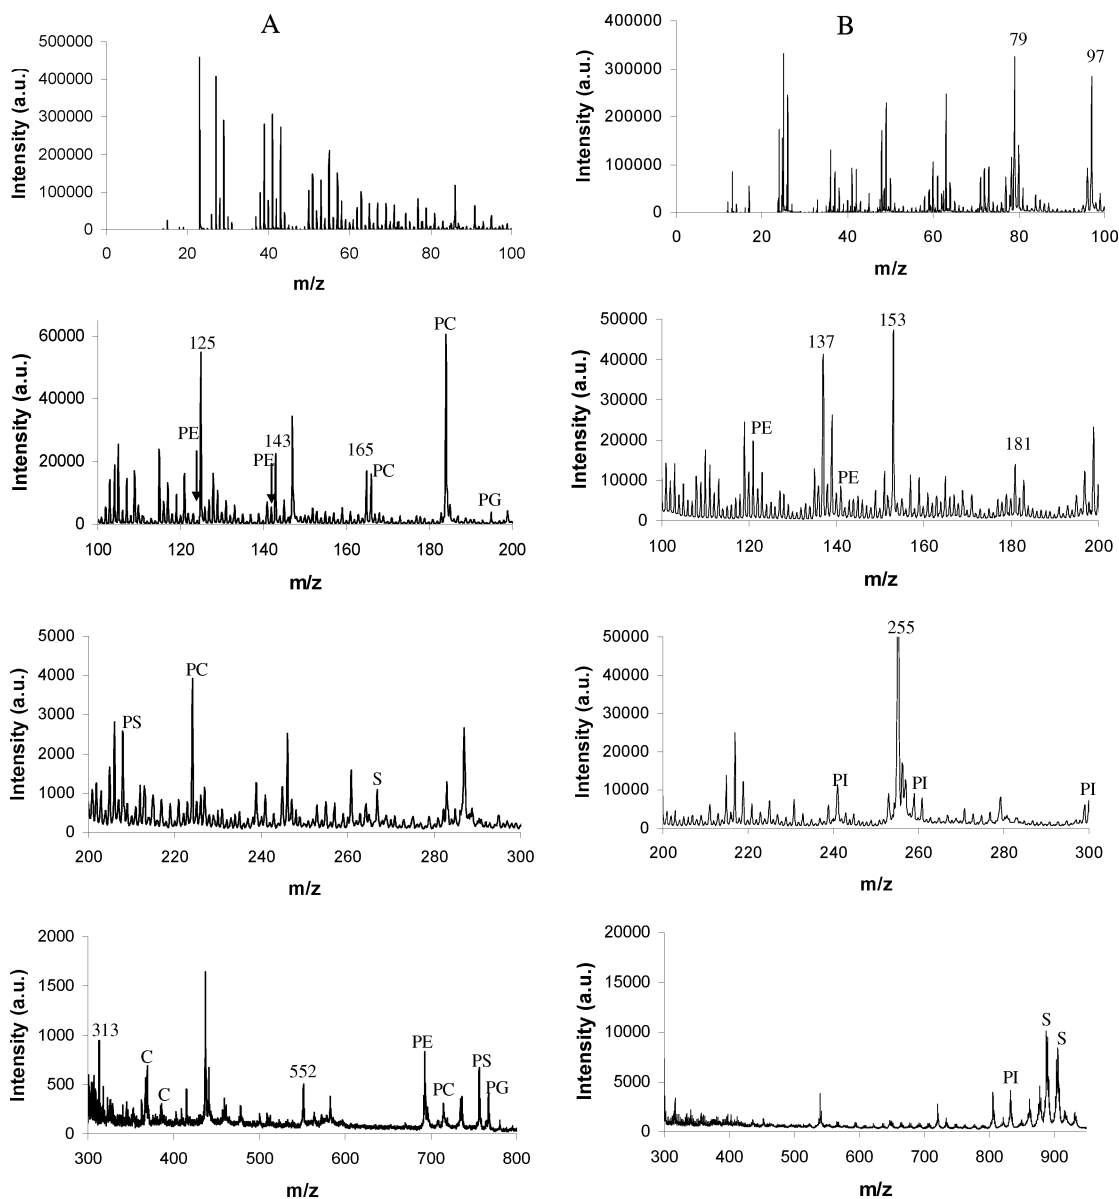 A
B
Intensity (a.u.)
500000
400000
300000
200000
100000
0
0 20 40 60 80 100
m/z
Intensity (a.u.)
400000
300000
200000
100000
0
79
97
0 20 40 60 80 100
m/z
Intensity (a.u.)
60000
40000
20000
0
PE
125
PE
143
165
PC
PC
PG
100 120 140 160 180 200
m/z
Intensity (a.u.)
50000
40000
30000
20000
10000
0
PE
137
PE
153
181
100 120 140 160 180 200
m/z
Intensity (a.u.)
5000
4000
3000
2000
1000
0
PS
PC
S
200 220 240 260 280 300
m/z
Intensity (a.u.)
50000
40000
30000
20000
10000
0
255
PI
PI
PI
200 220 240 260 280 300
m/z
Intensity (a.u.)
2000
1500
1000
500
0
313
C
C
552
PE
PC
PS
PG
300 400 500 600 700 800
m/z
Intensity (a.u.)
20000
15000
10000
5000
0
PI
S
S
300 400 500 600 700 800 900
m/z